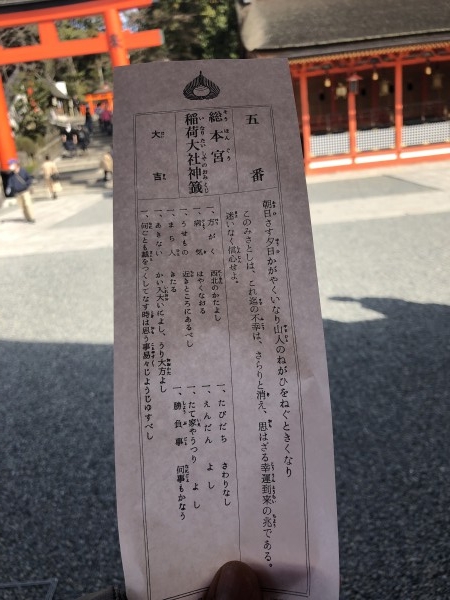 五番
総本宮
稲荷大社神籤
大吉
朝日さす夕日かがやくいなり山人のねがひをねぐときくなり
このみさとしは、これ迄の不幸は、さらりと消え、思はざる幸運到来の兆である。
迷いなく信心せよ。
一、方がく 西北のかたよし
一、病気 はやくなおる
一、うせもの 近きところにあるべし
一、まち人 きたる
一、あきない かい入大いによし、うり大方よし
一、何ごとも誠をつくしてなす時は思う事易々じようじゆすべし
一、たびだち さわりなし
一、えんだん よし
一、たて家やうつり よし
一、勝負事 何事もかなう